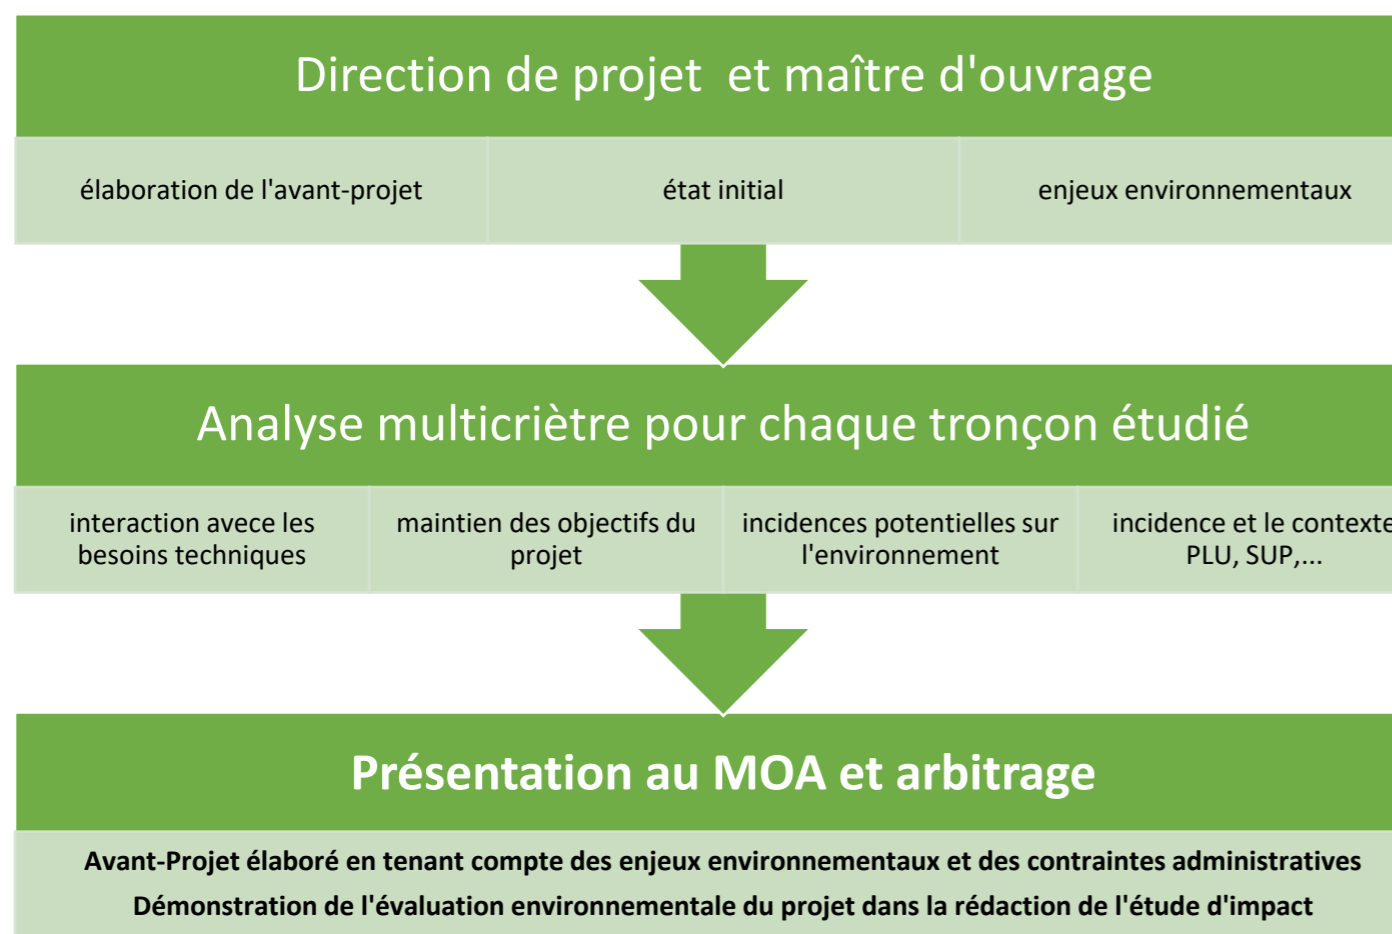 Direction de projet  et maître d'ouvrage
élaboration de l'avant-projet
état initial
enjeux environnementaux
Analyse multicriètre pour chaque tronçon étudié
interaction avece les
besoins techniques
maintien des objectifs du
projet
incidences potentielles sur
l'environnement
incidence et le contexte
PLU, SUP,...
Présentation au MOA et arbitrage
Avant-Projet élaboré en tenant compte des enjeux environnementaux et des contraintes administratives
Démonstration de l'évaluation environnementale du projet dans la rédaction de l'étude d'impact